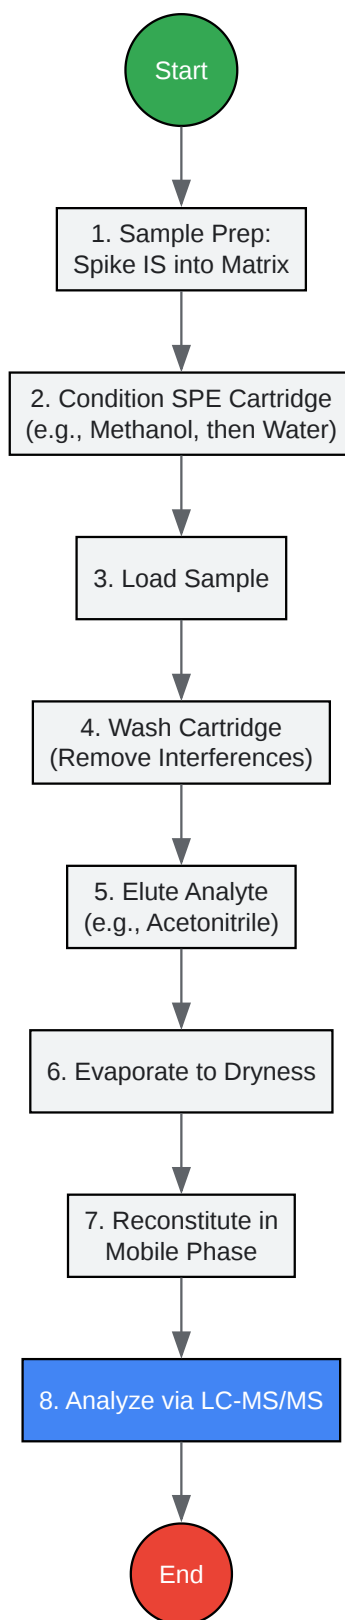 Start
1. Sample Prep:
Spike IS into Matrix
2. Condition SPE Cartridge
(e.g., Methanol, then Water)
3. Load Sample
4. Wash Cartridge
(Remove Interferences)
5. Elute Analyte
(e.g., Acetonitrile)
6. Evaporate to Dryness
7. Reconstitute in
Mobile Phase
8. Analyze via LC-MS/MS
End